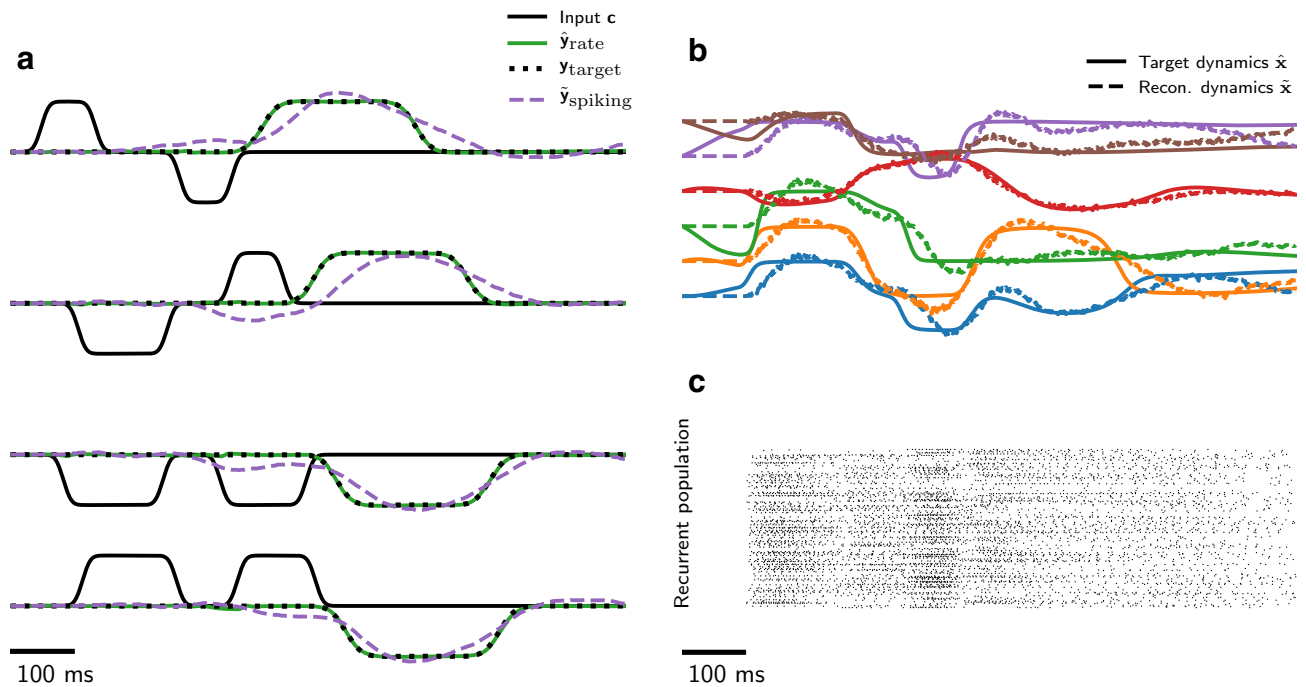 a
Input c
ŷrate
ytarget
ỹspiking
100 ms
b
Target dynamics x̂
Recon. dynamics x̃
c
Recurrent population
100 ms